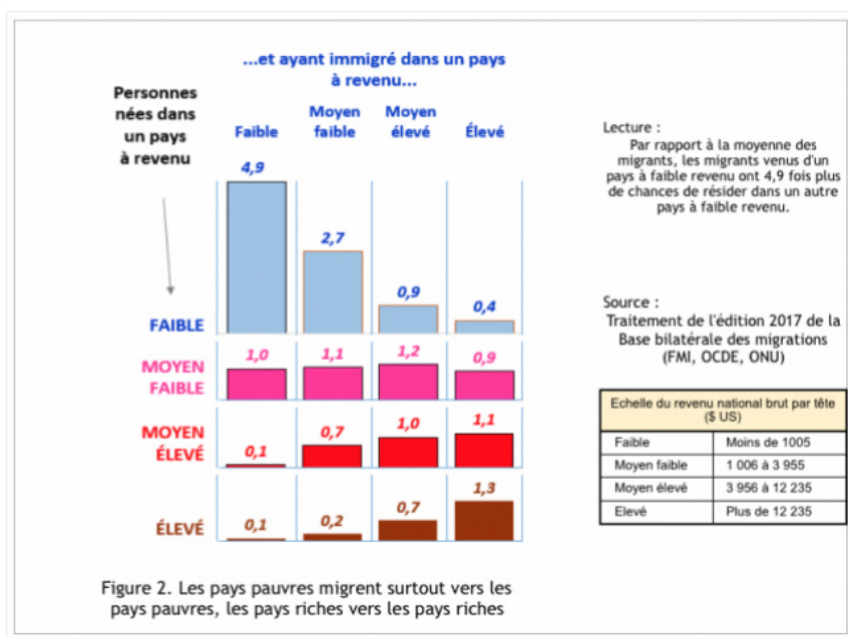 ...et ayant immigré dans un pays
à revenu...
Personnes
nées dans
un pays
à revenu
Faible
Moyen
faible
Moyen
élevé
Élevé
4,9
2,7
0,9
0,4
FAIBLE
1,0
1,1
1,2
0,9
MOYEN
FAIBLE
0,1
0,7
1,0
1,1
MOYEN
ÉLEVÉ
0,1
0,2
0,7
1,3
ÉLEVÉ
Figure 2. Les pays pauvres migrent surtout vers les
pays pauvres, les pays riches vers les pays riches
Lecture :
Par rapport à la moyenne des
migrants, les migrants venus d'un
pays à faible revenu ont 4,9 fois plus
de chances de résider dans un autre
pays à faible revenu.
Source :
Traitement de l'édition 2017 de la
Base bilatérale des migrations
(FMI, OCDE, ONU)
Echelle du revenu national brut par tête
($ US)
Faible Moins de 1005
Moyen faible 1 006 à 3 955
Moyen élevé 3 956 à 12 235
Elevé Plus de 12 235